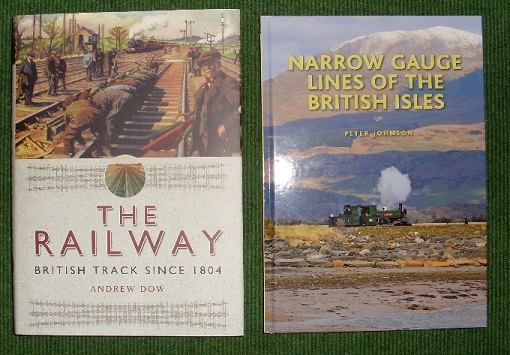 THE
RAILWAY
BRITISH TRACK SINCE 1804
ANDREW DOW
NARROW GAUGE
LINES OF THE
BRITISH ISLES
PETER JOHNSON